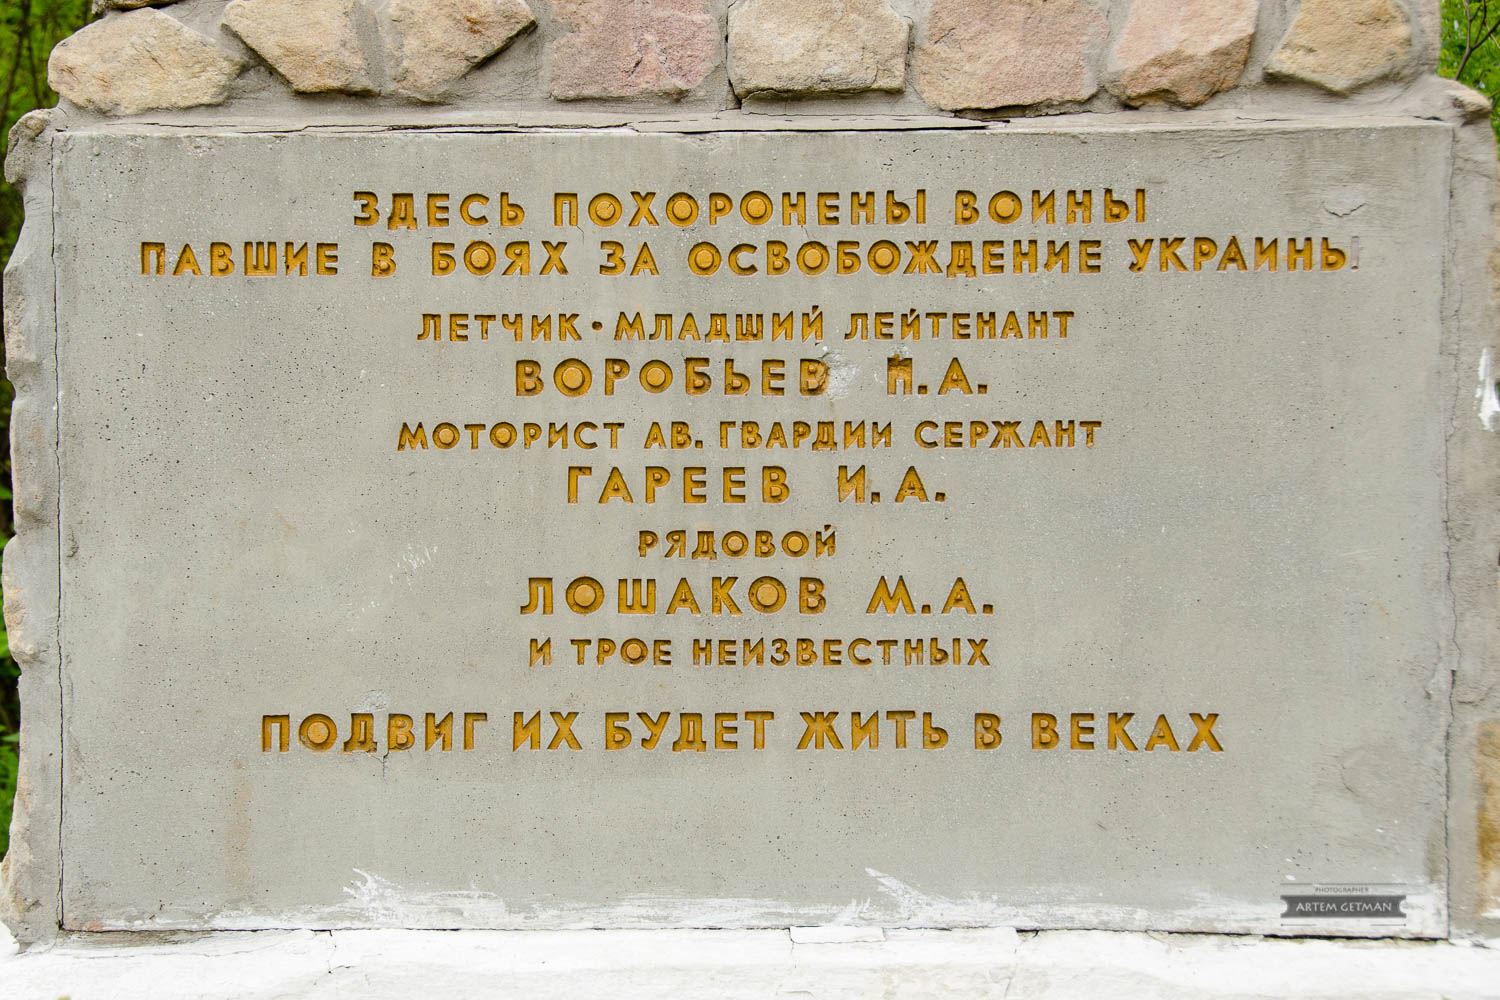 ЗДЕСЬ ПОХОРОНЕНЫ ВОИНЫ
ПАВШИЕ В БОЯХ ЗА ОСВОБОЖДЕНИЕ УКРАИНЫ
ЛЕТЧИК·МЛАДШИЙ ЛЕЙТЕНАНТ
ВОРОБЬЕВ И.А.
МОТОРИСТ АВ. ГВАРДИИ СЕРЖАНТ
ГАРЕЕВ И.А.
РЯДОВОЙ
ЛОШАКОВ М.А.
И ТРОЕ НЕИЗВЕСТНЫХ
ПОДВИГ ИХ БУДЕТ ЖИТЬ В ВЕКАХ
PHOTOGRAPHER
ARTEM GETMAN